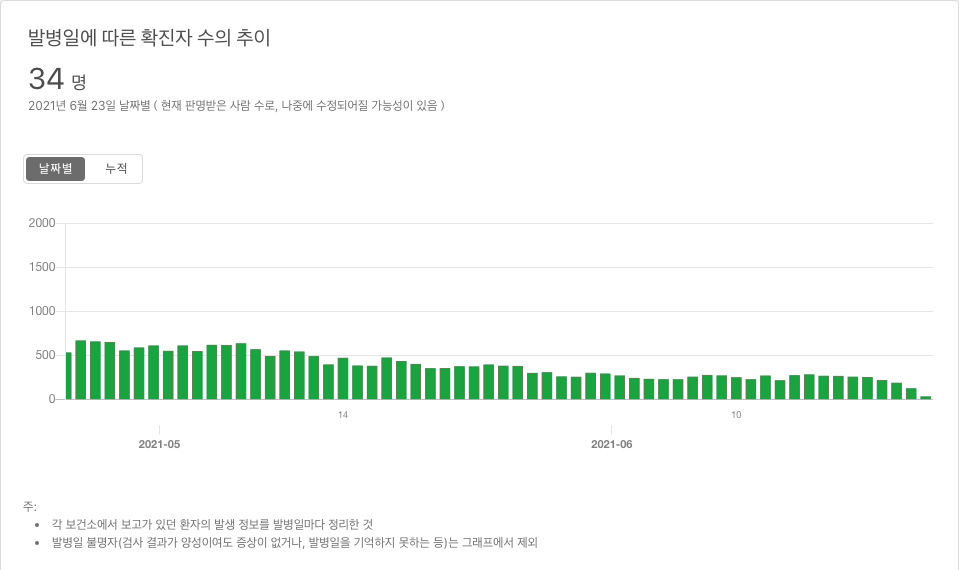 발병일에 따른 확진자 수의 추이
34 명
2021년 6월 23일 날짜별 ( 현재 판명받은 사람 수로, 나중에 수정되어질 가능성이 있음 )
날짜별 누적
2000
1500
1000
500
0
14 10
2021-05 2021-06
주:
• 각 보건소에서 보고가 있던 환자의 발생 정보를 발병일마다 정리한 것
• 발병일 불명자(검사 결과가 양성이여도 증상이 없거나, 발병일을 기억하지 못하는 등)는 그래프에서 제외